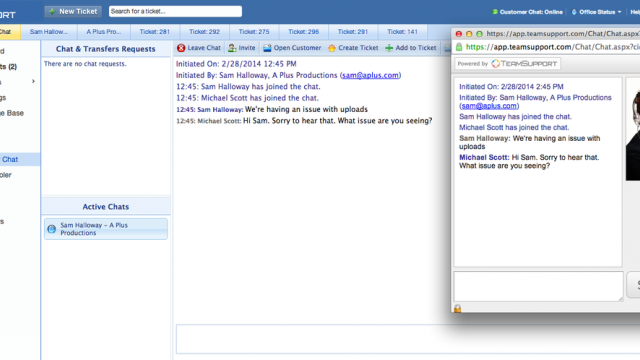 PORT
New Ticket
Search for a ticket...
Customer Chat: Online
Office Status
Help
Chat
Sam Hallow...
A Plus Pro...
Ticket: 281
Ticket: 292
Ticket: 275
Ticket: 296
Ticket: 291
Ticket: 141
Chat & Transfers Requests
There are no chat requests.
Leave Chat
Invite
Open Customer
Create Ticket
Add to Ticket
Initiated On: 2/28/2014 12:45 PM
Initiated By: Sam Halloway, A Plus Productions (sam@aplus.com)
12:45: Sam Halloway has joined the chat.
12:45: Michael Scott has joined the chat.
12:45: Sam Halloway: We're having an issue with uploads
12:45: Michael Scott: Hi Sam. Sorry to hear that. What issue are you seeing?
ts (2)
ge Base
Chat
Active Chats
Sam Halloway - A Plus
Productions
https://app.teamsupport.com/Chat/Chat.aspx?
https://app.teamsupport.com/Chat/Chat.aspx?
Powered by TEAMSUPPORT
Initiated On: 2/28/2014 2:45 PM
Initiated By: Sam Halloway, A Plus Productions
(sam@aplus.com)
Sam Halloway has joined the chat.
Michael Scott has joined the chat.
Sam Halloway: We're having an issue with
uploads
Michael Scott: Hi Sam. Sorry to hear that.
What issue are you seeing?